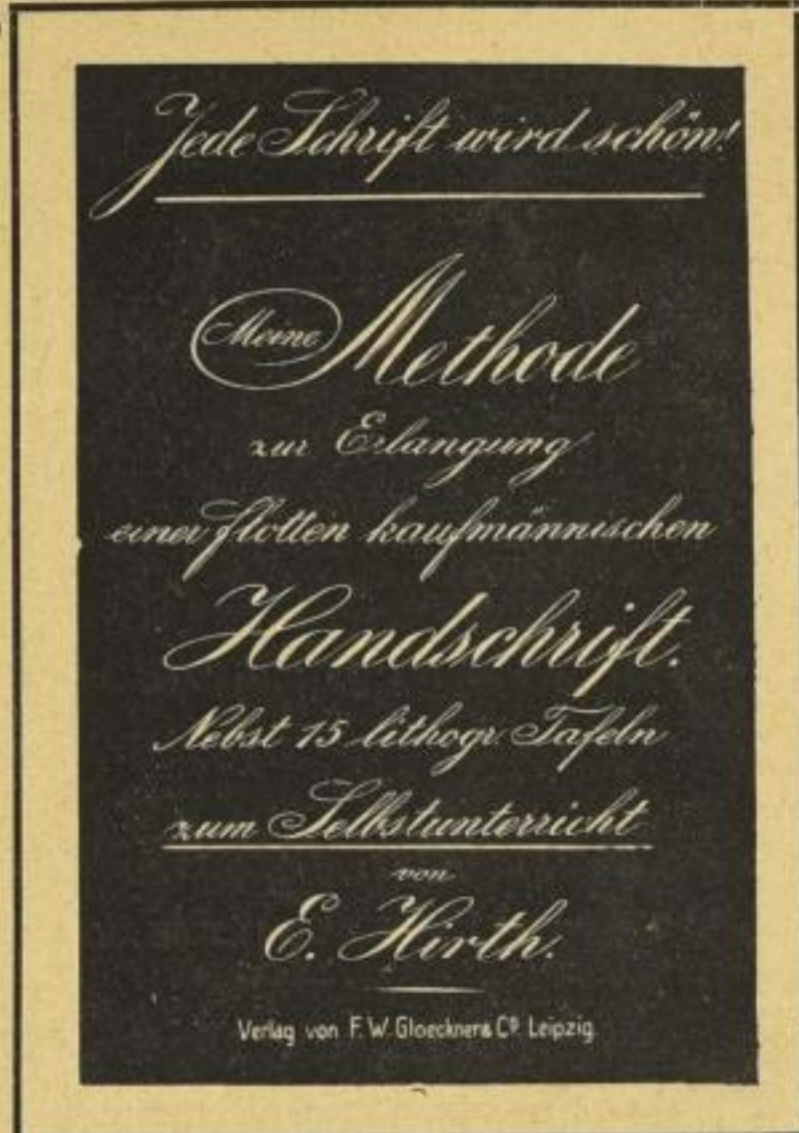 Jede Schrift wird schön!
Meine Methode
zur Erlangung
einer flotten kaufmännischen
Handschrift.
Nebst 15 lithogr. Tafeln
zum Selbstunterricht
von
E. Hirth.
Verlag von F. W. Gloeckner & Co. Leipzig